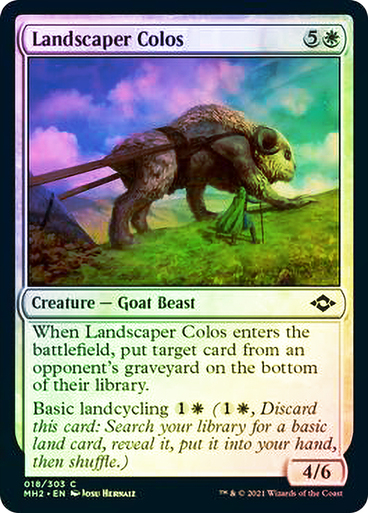 Landscaper Colos 5
Creature — Goat Beast
When Landscaper Colos enters the
battlefield, put target card from an
opponent's graveyard on the bottom
of their library.
Basic landcycling 1 (1, Discard
this card: Search your library for a basic
land card, reveal it, put it into your hand,
then shuffle.)
4/6
018/303 C
MH2 • EN Josu Hernaiz
™ & © 2021 Wizards of the Coast